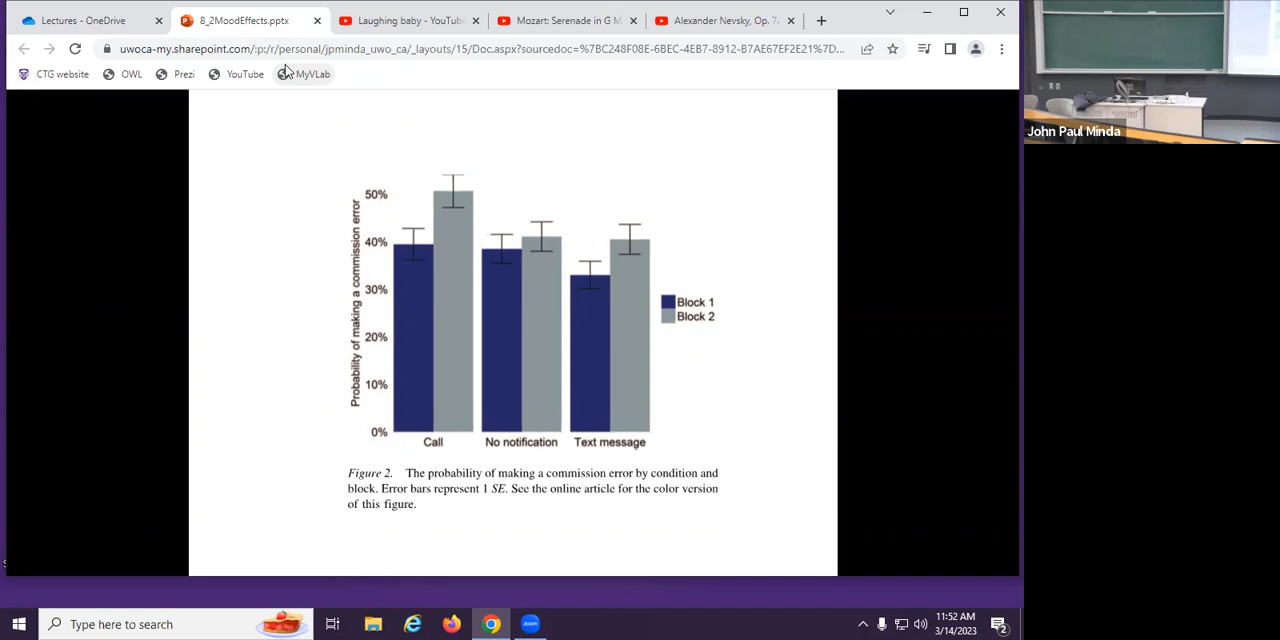 Lectures - OneDrive
8_2MoodEffects.pptx
Laughing baby - YouTube
Mozart: Serenade in G M
Alexander Nevsky, Op. 7
uwoca-my.sharepoint.com/:p:/r/personal/jpminda_uwo_ca/_layouts/15/Doc.aspx?sourcedoc=%7BC248F08E-6BEC-4EB7-8912-B7AE67EF2E21%7D...
CTG website
OWL
Prezi
YouTube
MyVLab
John Paul Minda
Probability of making a commission error
50%
40%
30%
20%
10%
0%
Call
No notification
Text message
Block 1
Block 2
Figure 2. The probability of making a commission error by condition and
block. Error bars represent 1 SE. See the online article for the color version
of this figure.
Type here to search
zoom
11:52 AM
3/14/2023
2